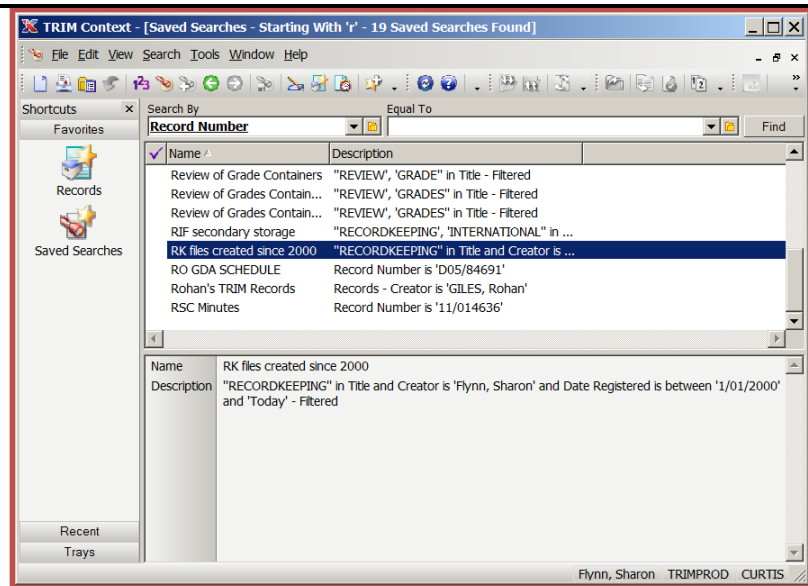 TRIM Context - [Saved Searches - Starting With 'r' - 19 Saved Searches Found]
File Edit View Search Tools Window Help
Shortcuts x
Search By Equal To
Favorites
Record Number Find
Name Description
Records
Saved Searches
Review of Grade Containers "REVIEW', 'GRADE" in Title - Filtered
Review of Grades Contain... "REVIEW', 'GRADES" in Title - Filtered
Review of Grades Contain... "REVIEW', 'GRADES" in Title - Filtered
RIF secondary storage "RECORDKEEPING', 'INTERNATIONAL" in ...
RK files created since 2000 "RECORDKEEPING" in Title and Creator is ...
RO GDA SCHEDULE Record Number is 'D05/84691'
Rohan's TRIM Records Records - Creator is 'GILES, Rohan'
RSC Minutes Record Number is '11/014636'
Name RK files created since 2000
Description "RECORDKEEPING" in Title and Creator is 'Flynn, Sharon' and Date Registered is between '1/01/2000'
and 'Today' - Filtered
Recent
Trays
Flynn, Sharon TRIMPROD CURTIS